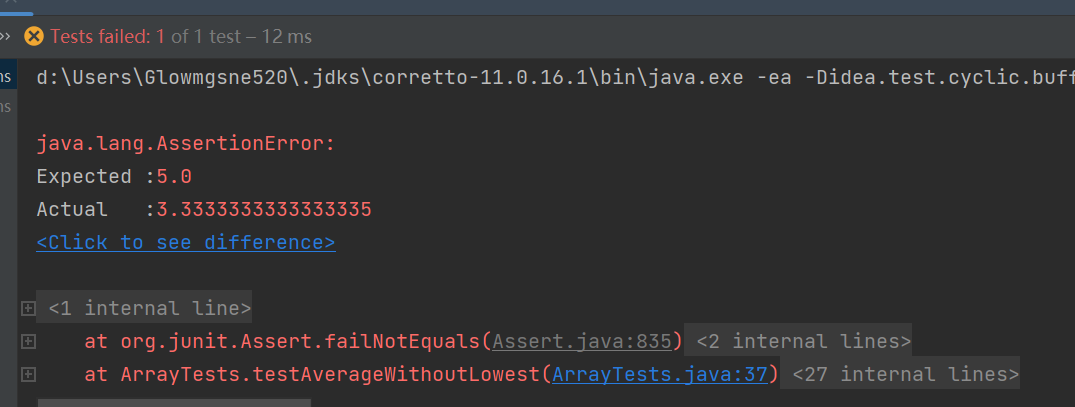 >> Tests failed: 1 of 1 test – 12 ms
ms d:\Users\Glowmgsne520\.jdks\corretto-11.0.16.1\bin\java.exe -ea -Didea.test.cyclic.buff
ms
java.lang.AssertionError:
Expected :5.0
Actual   :3.3333333333333335
<Click to see difference>
<1 internal line>
at org.junit.Assert.failNotEquals(Assert.java:835) <2 internal lines>
at ArrayTests.testAverageWithoutLowest(ArrayTests.java:37) <27 internal lines>